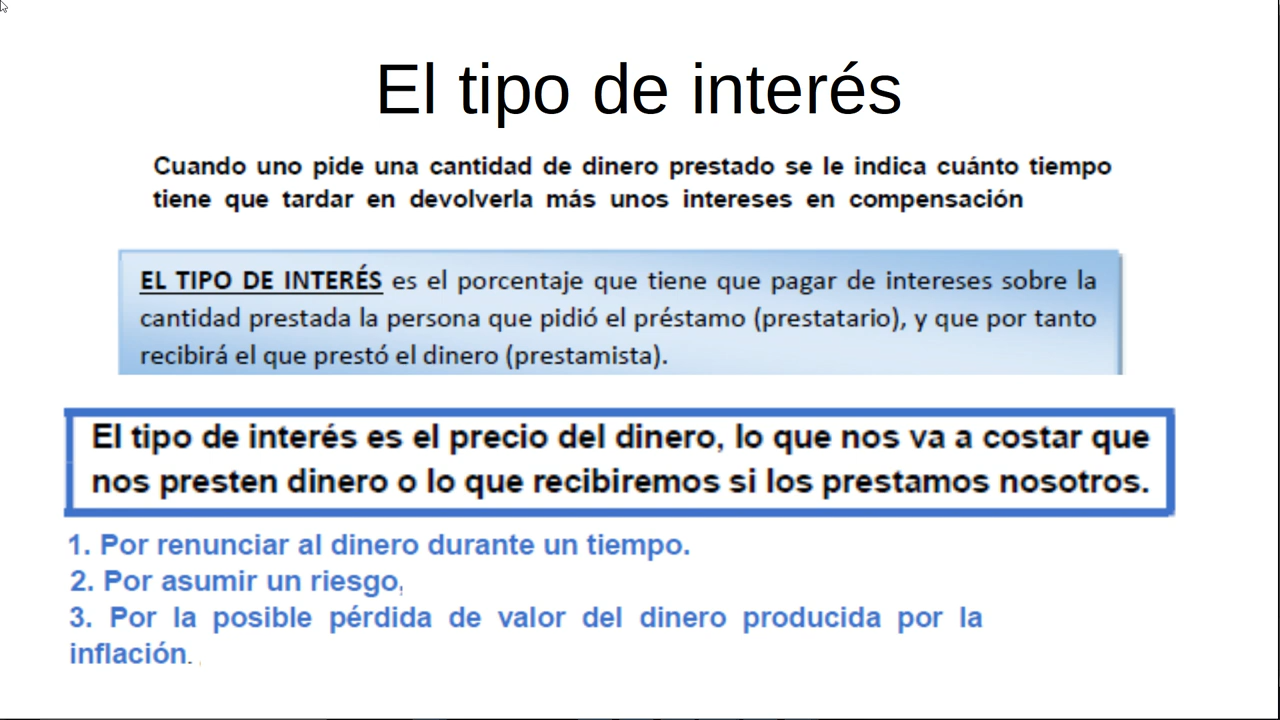 El tipo de interés
Cuando uno pide una cantidad de dinero prestado se le indica cuánto tiempo
tiene que tardar en devolverla más unos intereses en compensación
EL TIPO DE INTERÉS es el porcentaje que tiene que pagar de intereses sobre la
cantidad prestada la persona que pidió el préstamo (prestatario), y que por tanto
recibirá el que prestó el dinero (prestamista).
El tipo de interés es el precio del dinero, lo que nos va a costar que
nos presten dinero o lo que recibiremos si los prestamos nosotros.
1. Por renunciar al dinero durante un tiempo.
2. Por asumir un riesgo,
3. Por la posible pérdida de valor del dinero producida por la
inflación.